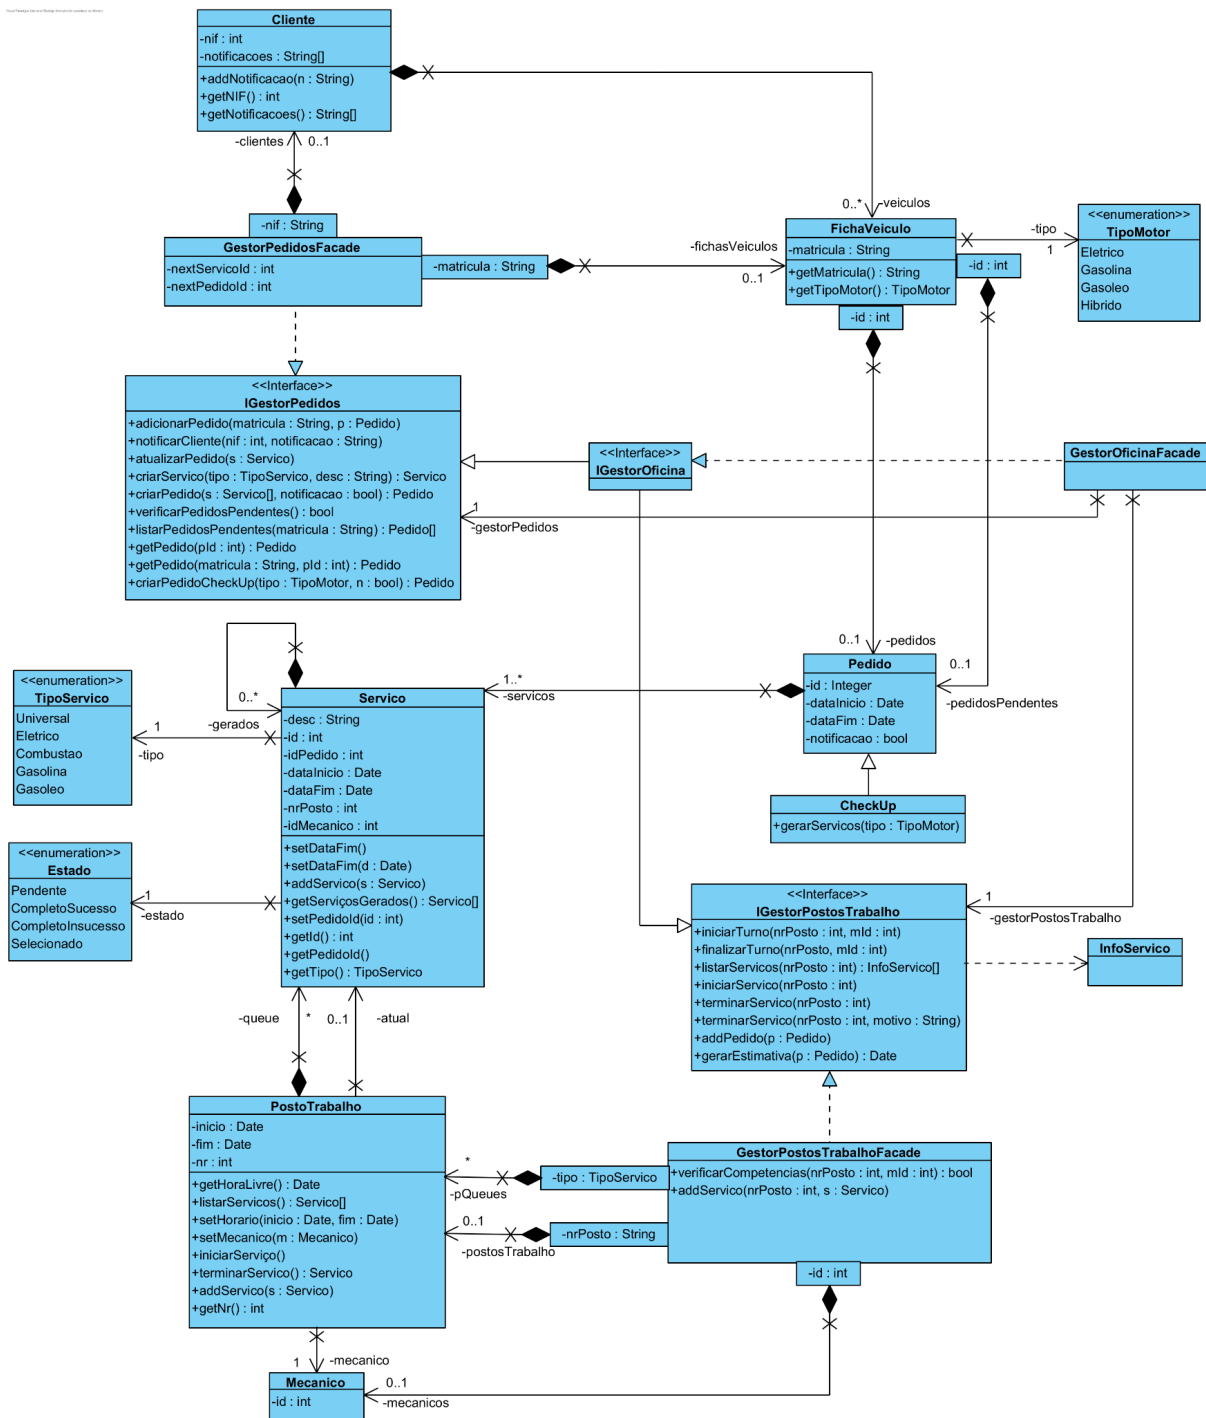 Cliente
-nif : int
-notificacoes : String[]
+addNotificacao(n : String)
+getNIF() : int
+getNotificacoes() : String[]
-clientes
0..1
-nif : String
GestorPedidosFacade
-nextServicoId : int
-nextPedidoId : int
-matricula : String
-fichasVeiculos
0..1
0..*
-veiculos
FichaVeiculo
-matricula : String
+getMatricula() : String
+getTipoMotor() : TipoMotor
-id : int
-id : int
-tipo
1
<<enumeration>>
TipoMotor
Eletrico
Gasolina
Gasoleo
Hibrido
<<Interface>>
IGestorPedidos
+adicionarPedido(matricula : String, p : Pedido)
+notificarCliente(nif : int, notificacao : String)
+atualizarPedido(s : Servico)
+criarServico(tipo : TipoServico, desc : String) : Servico
+criarPedido(s : Servico[], notificacao : bool) : Pedido
+verificarPedidosPendentes() : bool
+listarPedidosPendentes(matricula : String) : Pedido[]
+getPedido(pId : int) : Pedido
+getPedido(matricula : String, pId : int) : Pedido
+criarPedidoCheckUp(tipo : TipoMotor, n : bool) : Pedido
<<Interface>>
IGestorOficina
GestorOficinaFacade
1
-gestorPedidos
0..1
-pedidos
Pedido
-id : Integer
-dataInicio : Date
-dataFim : Date
-notificacao : bool
0..1
-pedidosPendentes
CheckUp
+gerarServicos(tipo : TipoMotor)
1..*
-servicos
0..*
-gerados
<<enumeration>>
TipoServico
Universal
Eletrico
Combustao
Gasolina
Gasoleo
1
-tipo
Servico
-desc : String
-id : int
-idPedido : int
-dataInicio : Date
-dataFim : Date
-nrPosto : int
-idMecanico : int
+setDataFim()
+setDataFim(d : Date)
+addServico(s : Servico)
+getServiçosGerados() : Servico[]
+setPedidoId(id : int)
+getId() : int
+getPedidoId()
+getTipo() : TipoServico
<<enumeration>>
Estado
Pendente
CompletoSucesso
CompletoInsucesso
Selecionado
1
-estado
<<Interface>>
IGestorPostosTrabalho
+iniciarTurno(nrPosto : int, mId : int)
+finalizarTurno(nrPosto, mId : int)
+listarServicos(nrPosto : int) : InfoServico[]
+iniciarServico(nrPosto : int)
+terminarServico(nrPosto : int)
+terminarServico(nrPosto : int, motivo : String)
+addPedido(p : Pedido)
+gerarEstimativa(p : Pedido) : Date
1
-gestorPostosTrabalho
InfoServico
-queue
*
0..1
-atual
PostoTrabalho
-inicio : Date
-fim : Date
-nr : int
+getHoraLivre() : Date
+listarServicos() : Servico[]
+setHorario(inicio : Date, fim : Date)
+setMecanico(m : Mecanico)
+iniciarServiço()
+terminarServico() : Servico
+addServico(s : Servico)
+getNr() : int
*
-pQueues
-tipo : TipoServico
0..1
-postosTrabalho
-nrPosto : String
GestorPostosTrabalhoFacade
+verificarCompetencias(nrPosto : int, mId : int) : bool
+addServico(nrPosto : int, s : Servico)
-id : int
1
-mecanico
Mecanico
-id : int
0..1
-mecanicos